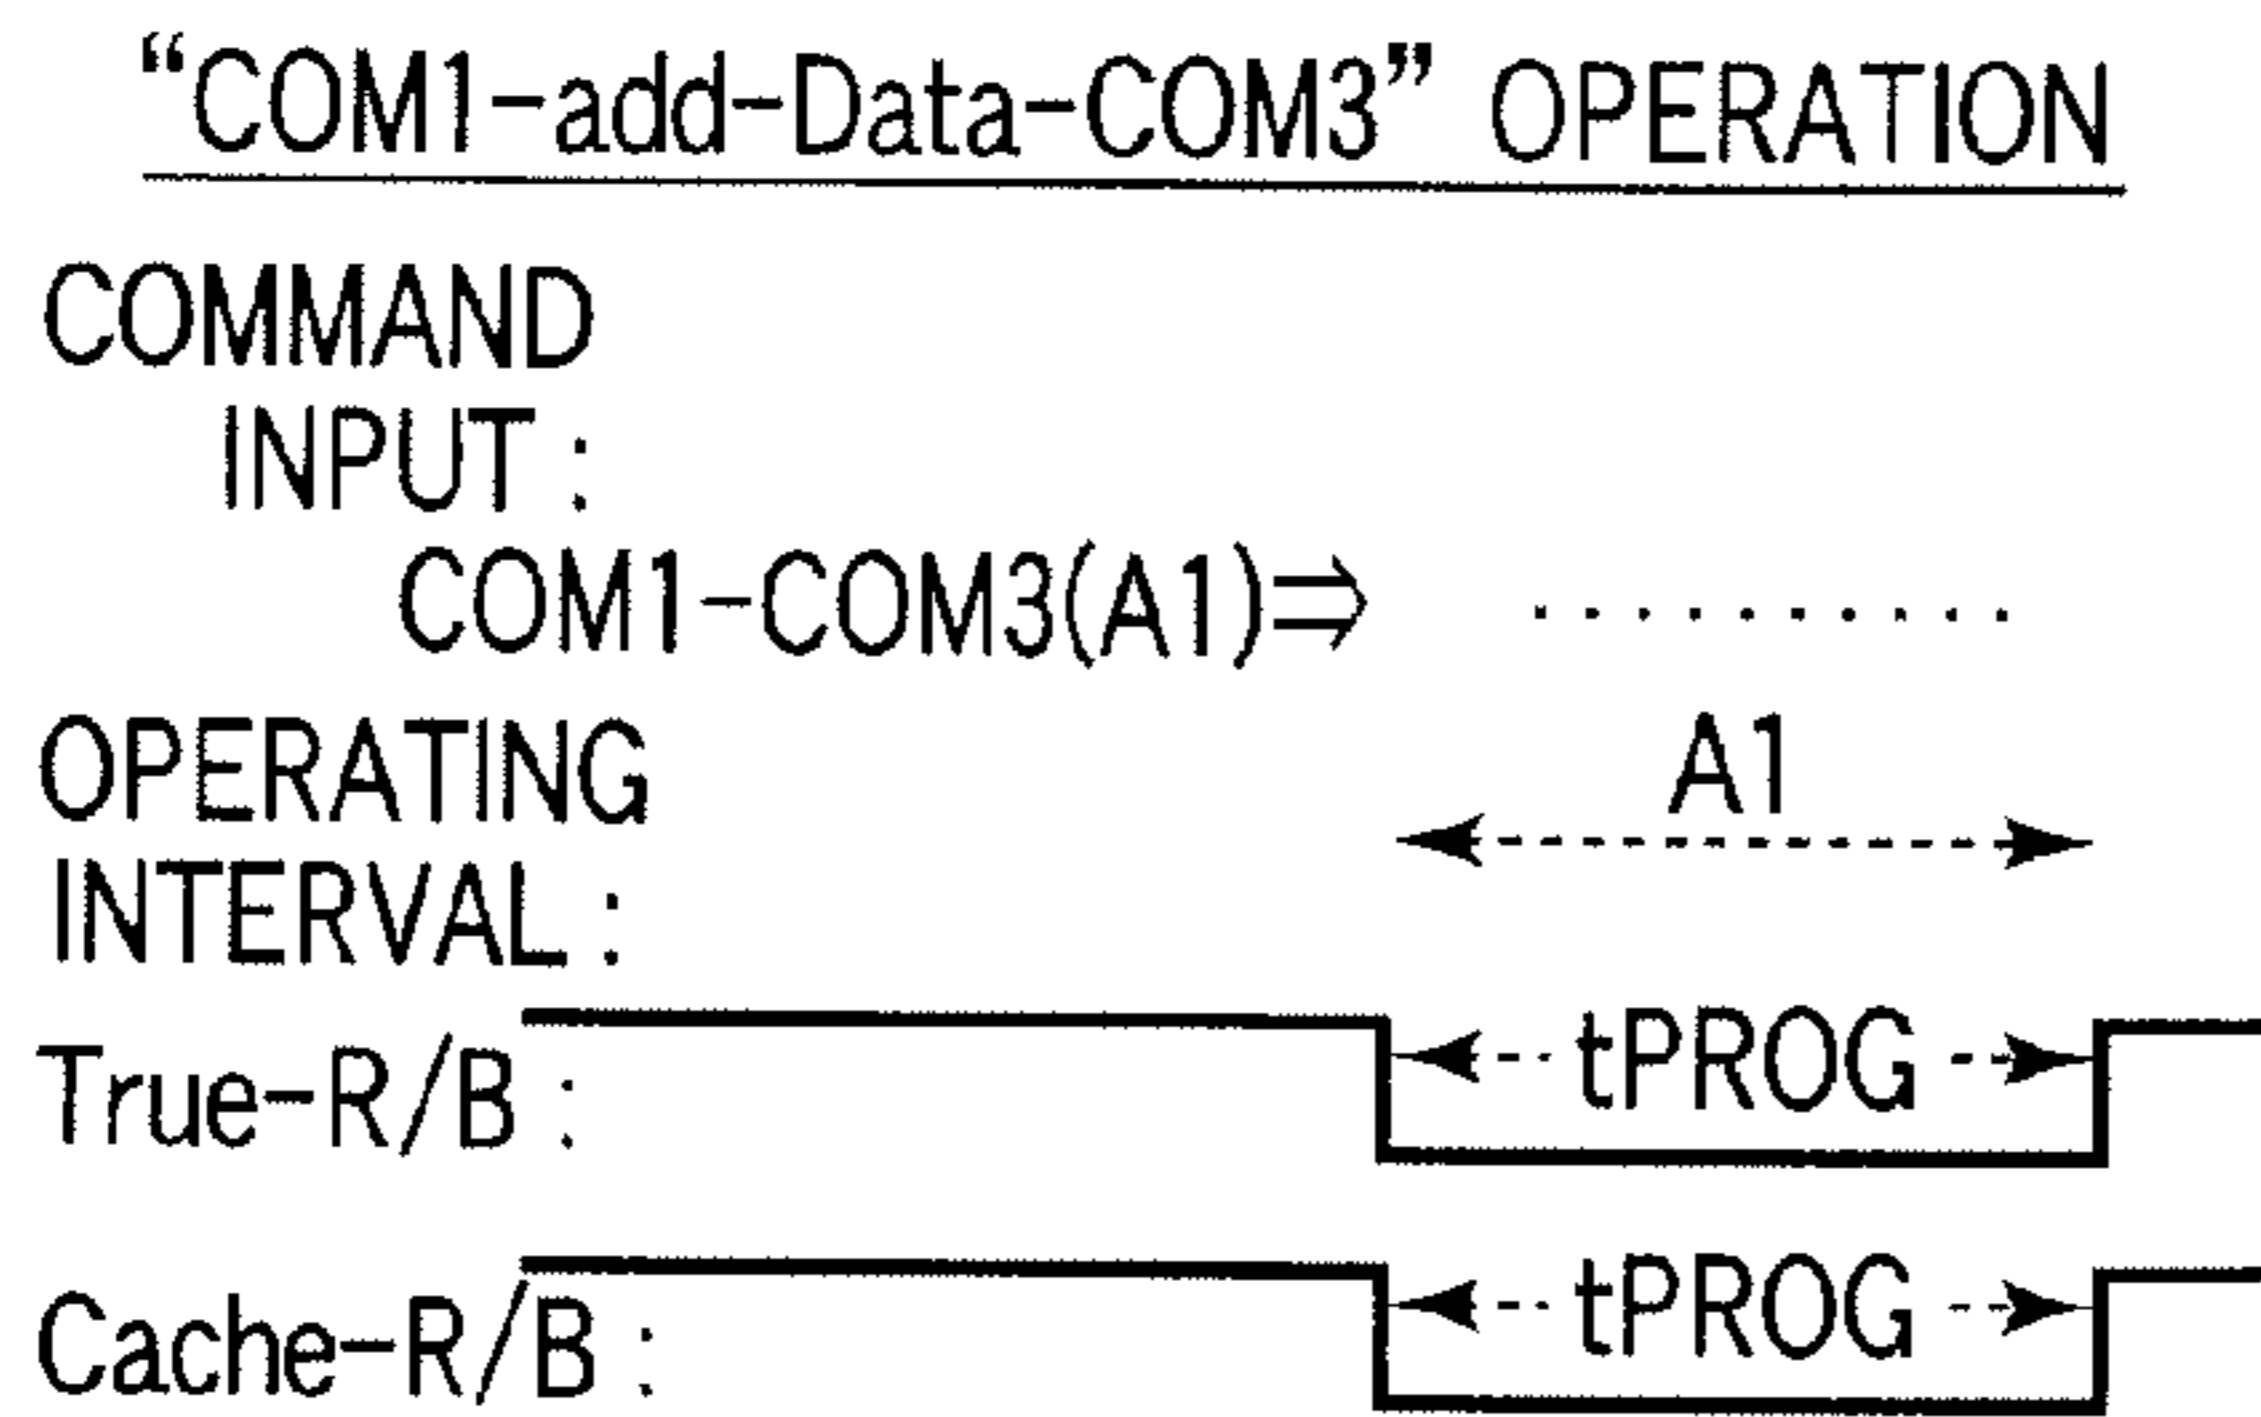 “COM1-add-Data-COM3” OPERATION
COMMAND
INPUT :
COM1-COM3(A1)⇒ ..........
OPERATING
INTERVAL :
A1
True-R/B :
tPROG
Cache-R/B :
tPROG